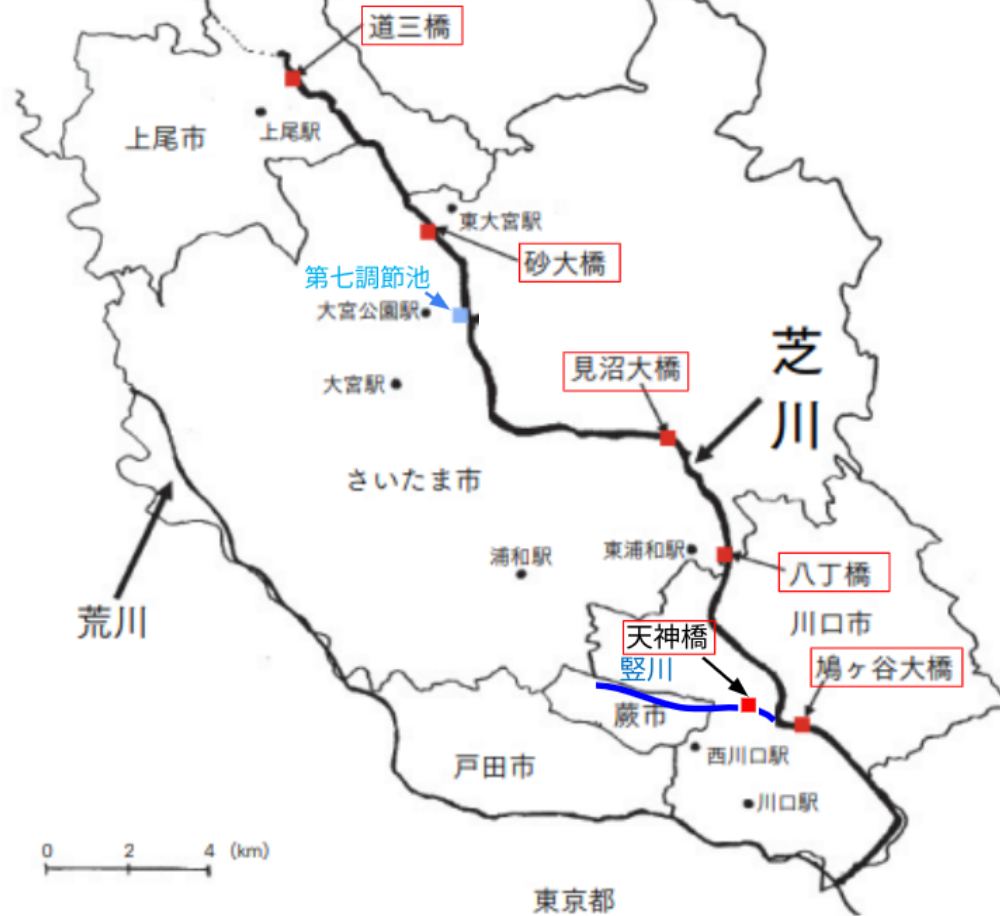 道三橋
上尾市
上尾駅
東大宮駅
砂大橋
第七調節池
大宮公園駅
見沼大橋
芝川
大宮駅
さいたま市
浦和駅
東浦和駅
八丁橋
荒川
川口市
天神橋
竪川
鳩ヶ谷大橋
蕨市
西川口駅
戸田市
川口駅
0 2 4 (km)
東京都